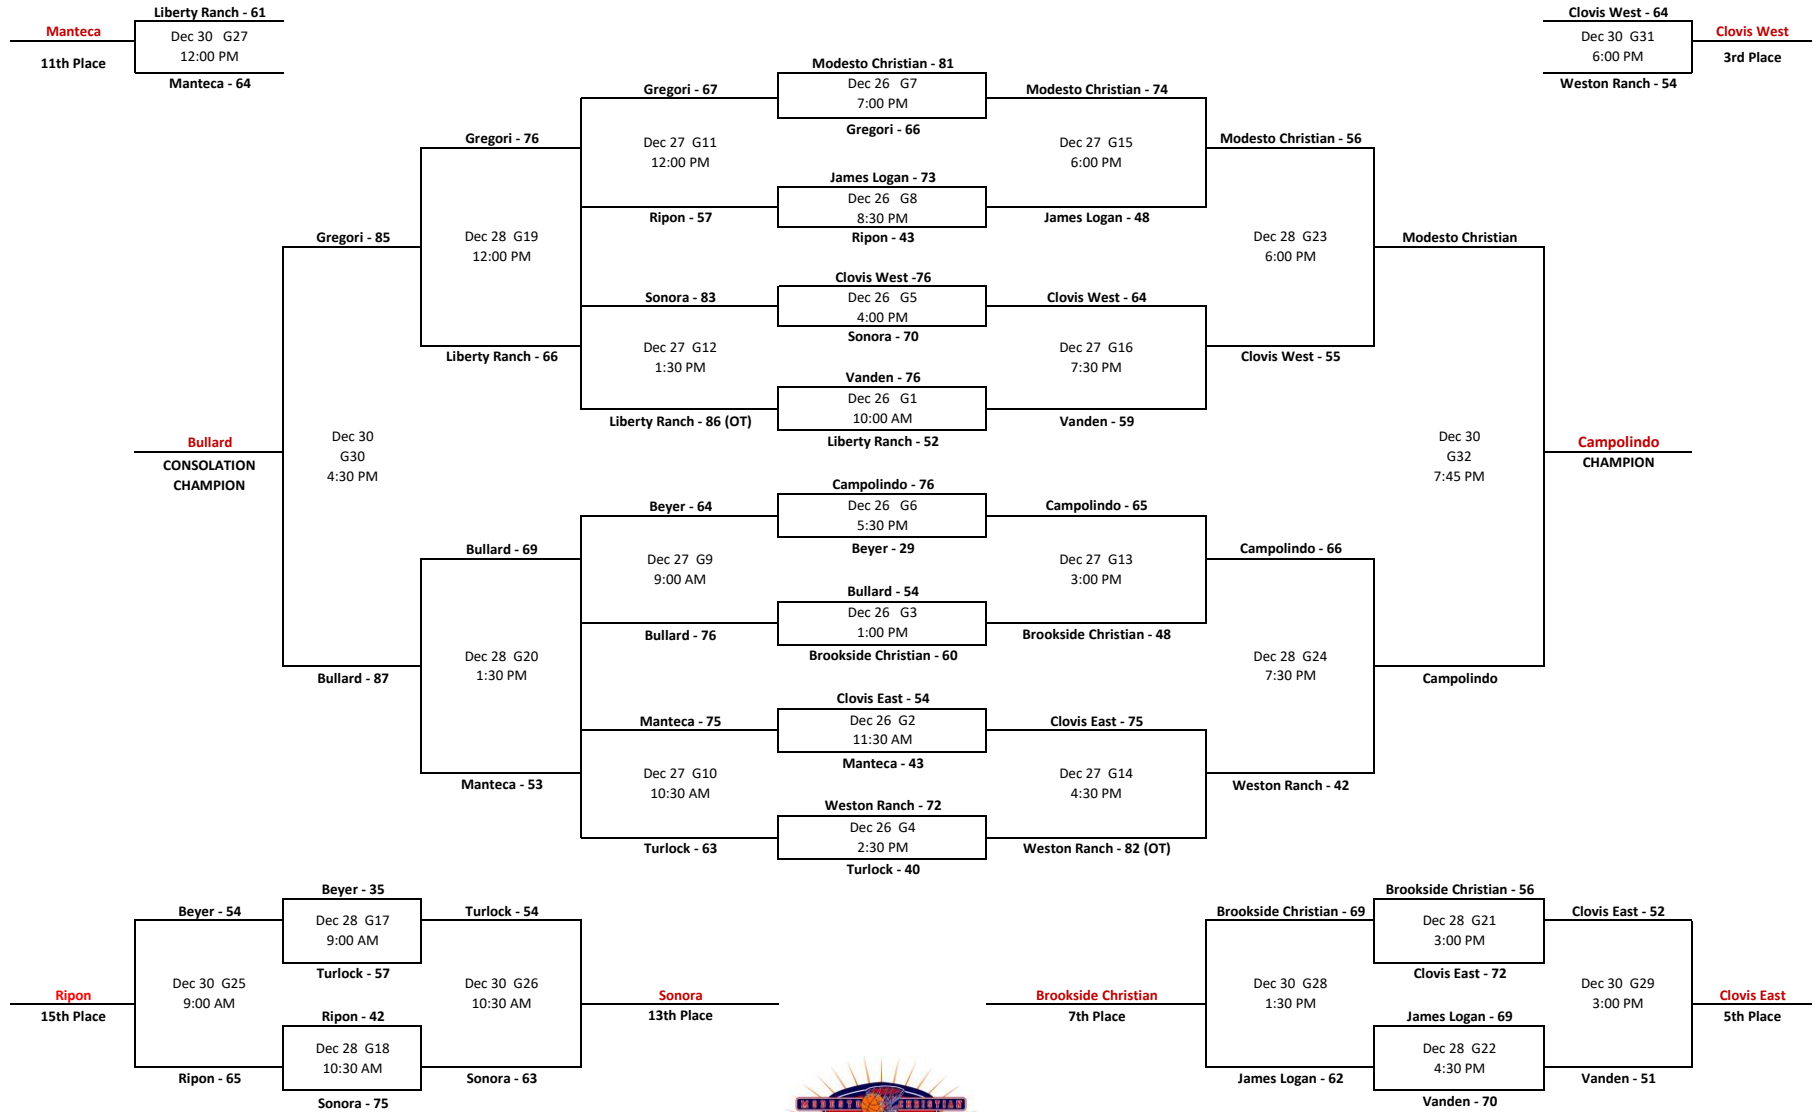 Liberty Ranch - 61
Manteca
Dec 30 G27
12:00 PM
11th Place
Manteca - 64
Clovis West - 64
Dec 30 G31
6:00 PM
Clovis West
3rd Place
Weston Ranch - 54
Modesto Christian - 81
Dec 26 G7
7:00 PM
Gregori - 66
Gregori - 67
Modesto Christian - 74
Dec 27 G11
12:00 PM
Dec 27 G15
6:00 PM
Gregori - 76
Modesto Christian - 56
James Logan - 73
Dec 26 G8
8:30 PM
Ripon - 43
Ripon - 57
James Logan - 48
Gregori - 85
Dec 28 G19
12:00 PM
Dec 28 G23
6:00 PM
Modesto Christian
Clovis West -76
Dec 26 G5
4:00 PM
Sonora - 70
Sonora - 83
Clovis West - 64
Dec 27 G12
1:30 PM
Dec 27 G16
7:30 PM
Liberty Ranch - 66
Clovis West - 55
Vanden - 76
Dec 26 G1
10:00 AM
Liberty Ranch - 52
Liberty Ranch - 86 (OT)
Vanden - 59
Bullard
CONSOLATION
CHAMPION
Dec 30
G30
4:30 PM
Dec 30
G32
7:45 PM
Campolindo
CHAMPION
Campolindo - 76
Dec 26 G6
5:30 PM
Beyer - 29
Beyer - 64
Campolindo - 65
Dec 27 G9
9:00 AM
Dec 27 G13
3:00 PM
Bullard - 69
Campolindo - 66
Bullard - 54
Dec 26 G3
1:00 PM
Brookside Christian - 60
Bullard - 76
Brookside Christian - 48
Dec 28 G20
1:30 PM
Dec 28 G24
7:30 PM
Bullard - 87
Campolindo
Clovis East - 54
Dec 26 G2
11:30 AM
Manteca - 43
Manteca - 75
Clovis East - 75
Dec 27 G10
10:30 AM
Dec 27 G14
4:30 PM
Manteca - 53
Weston Ranch - 42
Weston Ranch - 72
Dec 26 G4
2:30 PM
Turlock - 40
Turlock - 63
Weston Ranch - 82 (OT)
Beyer - 35
Beyer - 54
Dec 28 G17
9:00 AM
Turlock - 54
Turlock - 57
Dec 30 G25
9:00 AM
Dec 30 G26
10:30 AM
Ripon
15th Place
Sonora
13th Place
Ripon - 42
Dec 28 G18
10:30 AM
Ripon - 65
Sonora - 63
Sonora - 75
Brookside Christian - 56
Brookside Christian - 69
Dec 28 G21
3:00 PM
Clovis East - 52
Clovis East - 72
Dec 30 G28
1:30 PM
Dec 30 G29
3:00 PM
Brookside Christian
7th Place
Clovis East
5th Place
James Logan - 69
Dec 28 G22
4:30 PM
James Logan - 62
Vanden - 51
Vanden - 70
MODESTO CHRISTIAN